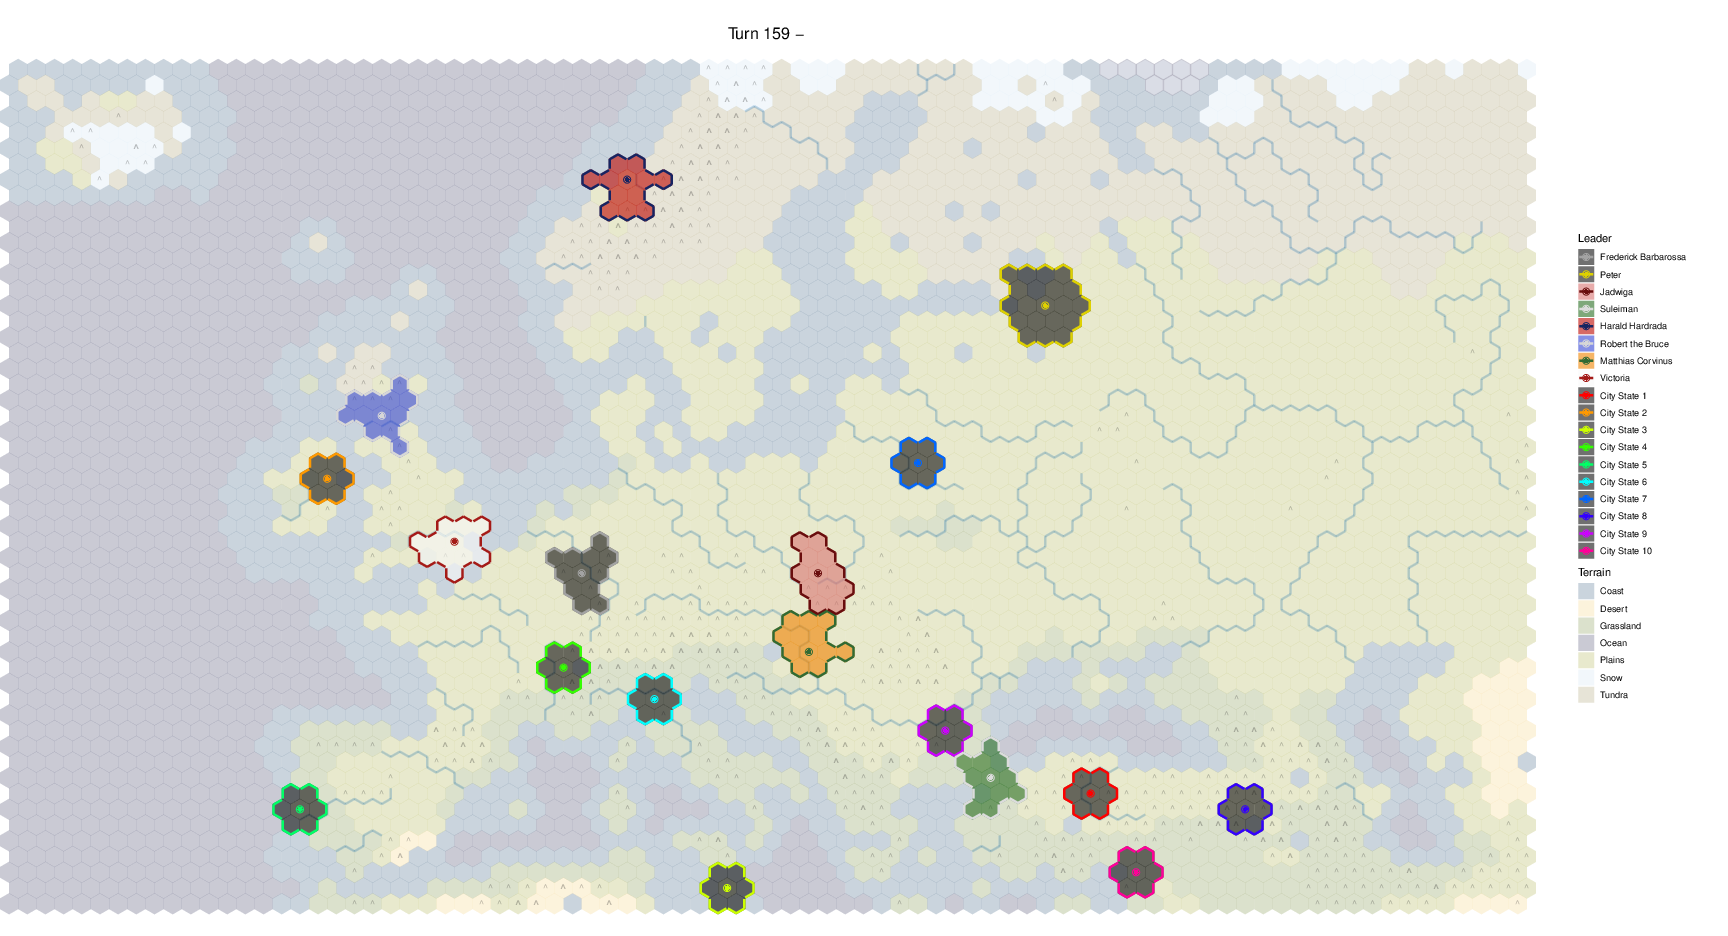 Turn 159 –
Leader
Frederick Barbarossa
Peter
Jadwiga
Suleiman
Harald Hardrada
Robert the Bruce
Matthias Corvinus
Victoria
City State 1
City State 2
City State 3
City State 4
City State 5
City State 6
City State 7
City State 8
City State 9
City State 10
Terrain
Coast
Desert
Grassland
Ocean
Plains
Snow
Tundra